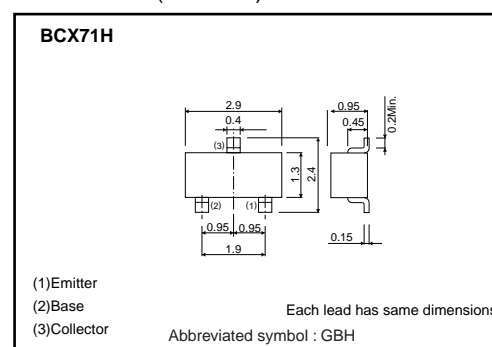 BCX71H
2.9
0.4
(3)
1.3
2.4
(2)
(1)
0.95
0.95
1.9
0.95
0.45
0.2Min.
0.15
(1)Emitter
(2)Base
(3)Collector
Each lead has same dimensions
Abbreviated symbol : GBH